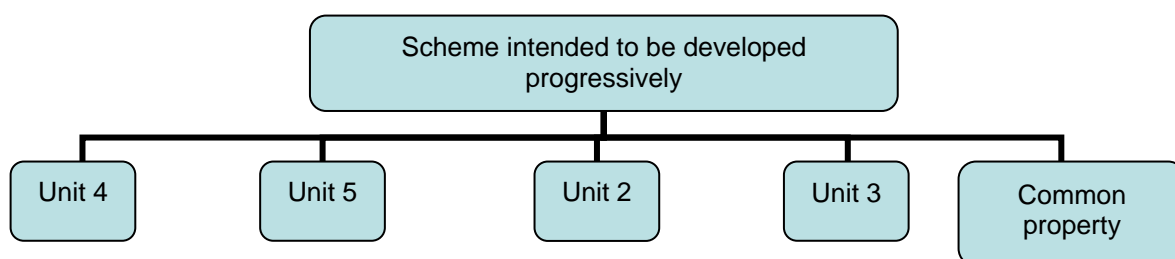 Scheme intended to be developed
progressively
Unit 4
Unit 5
Unit 2
Unit 3
Common
property